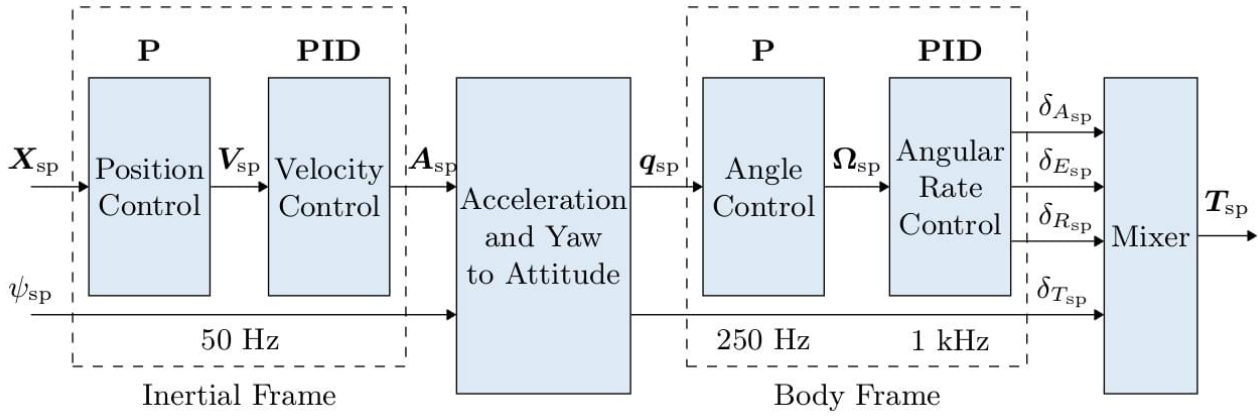 P
PID
P
PID
X_sp
Position
Control
V_sp
Velocity
Control
A_sp
Acceleration
and Yaw
to Attitude
q_sp
Angle
Control
Ω_sp
Angular
Rate
Control
δ_A_sp
δ_E_sp
δ_R_sp
δ_T_sp
Mixer
T_sp
ψ_sp
50 Hz
250 Hz
1 kHz
Inertial Frame
Body Frame